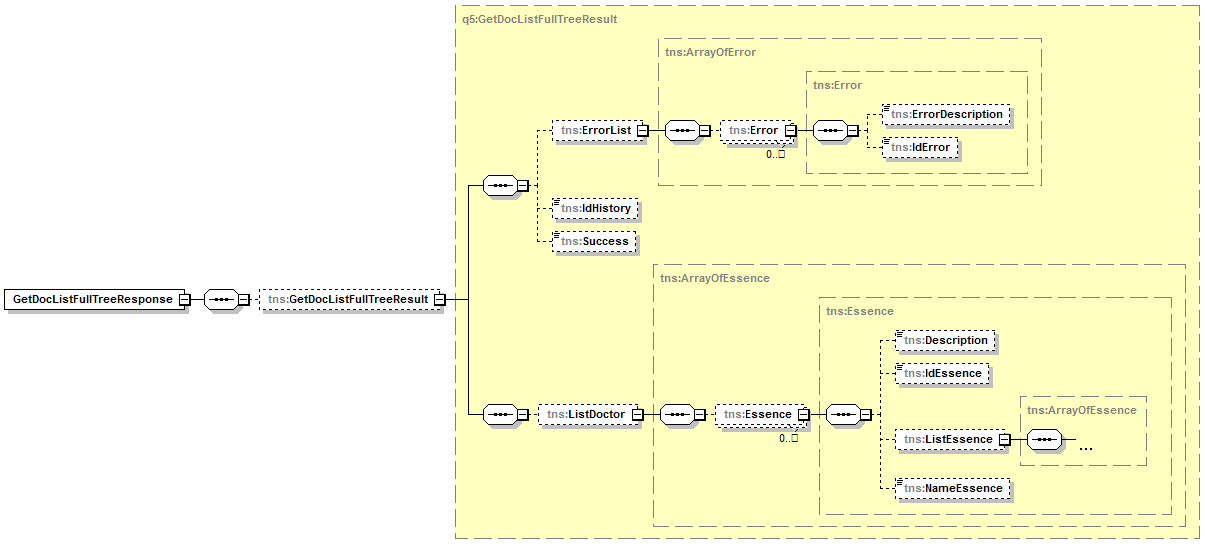 q5:GetDocListFullTreeResult
tns:ArrayOfError
tns:Error
tns:ErrorDescription
tns:ErrorList
tns:Error
tns:IdError
0..□
tns:IdHistory
tns:Success
tns:ArrayOfEssence
GetDocListFullTreeResponse
tns:GetDocListFullTreeResult
tns:Essence
tns:Description
tns:IdEssence
tns:ArrayOfEssence
tns:ListDoctor
tns:Essence
0..□
tns:ListEssence
...
tns:NameEssence